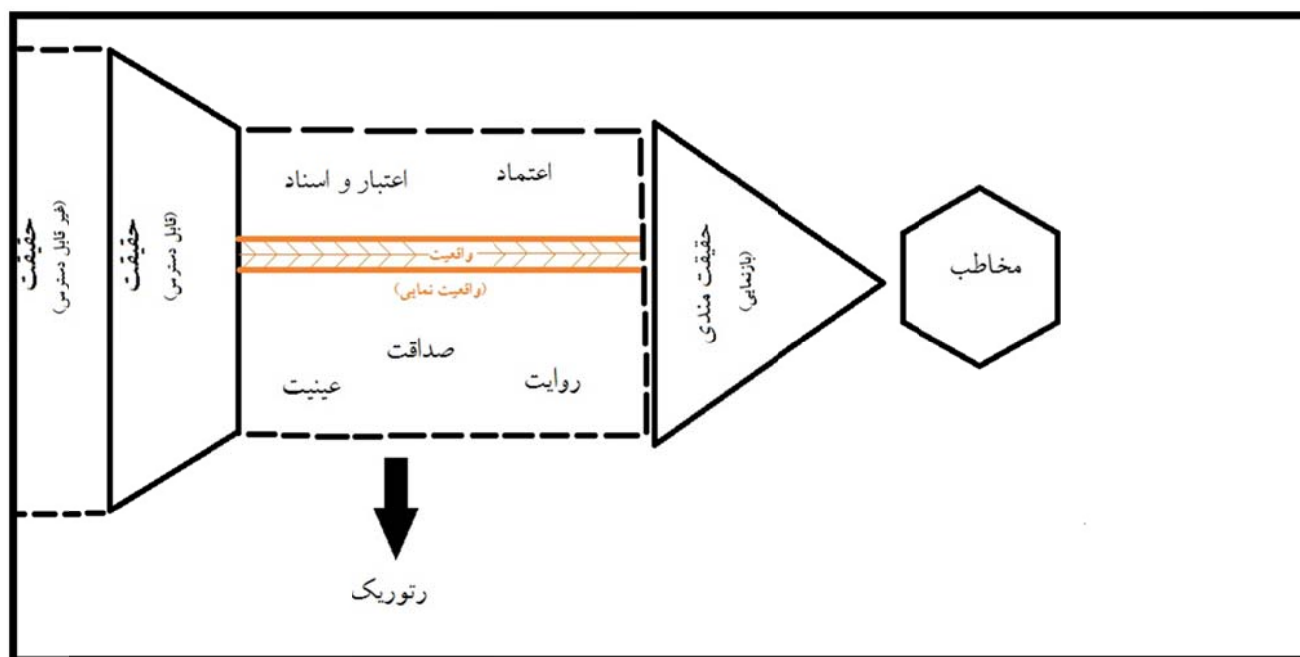 حقیقت
(غیر قابل دسترس)
حقیقت
(قابل دسترس)
اعتبار و اسناد
اعتماد
واقعیت
(واقعیت نمایی)
صداقت
عینیت
روایت
حقیقت مندی
(بازنمایی)
مخاطب
رتوریک